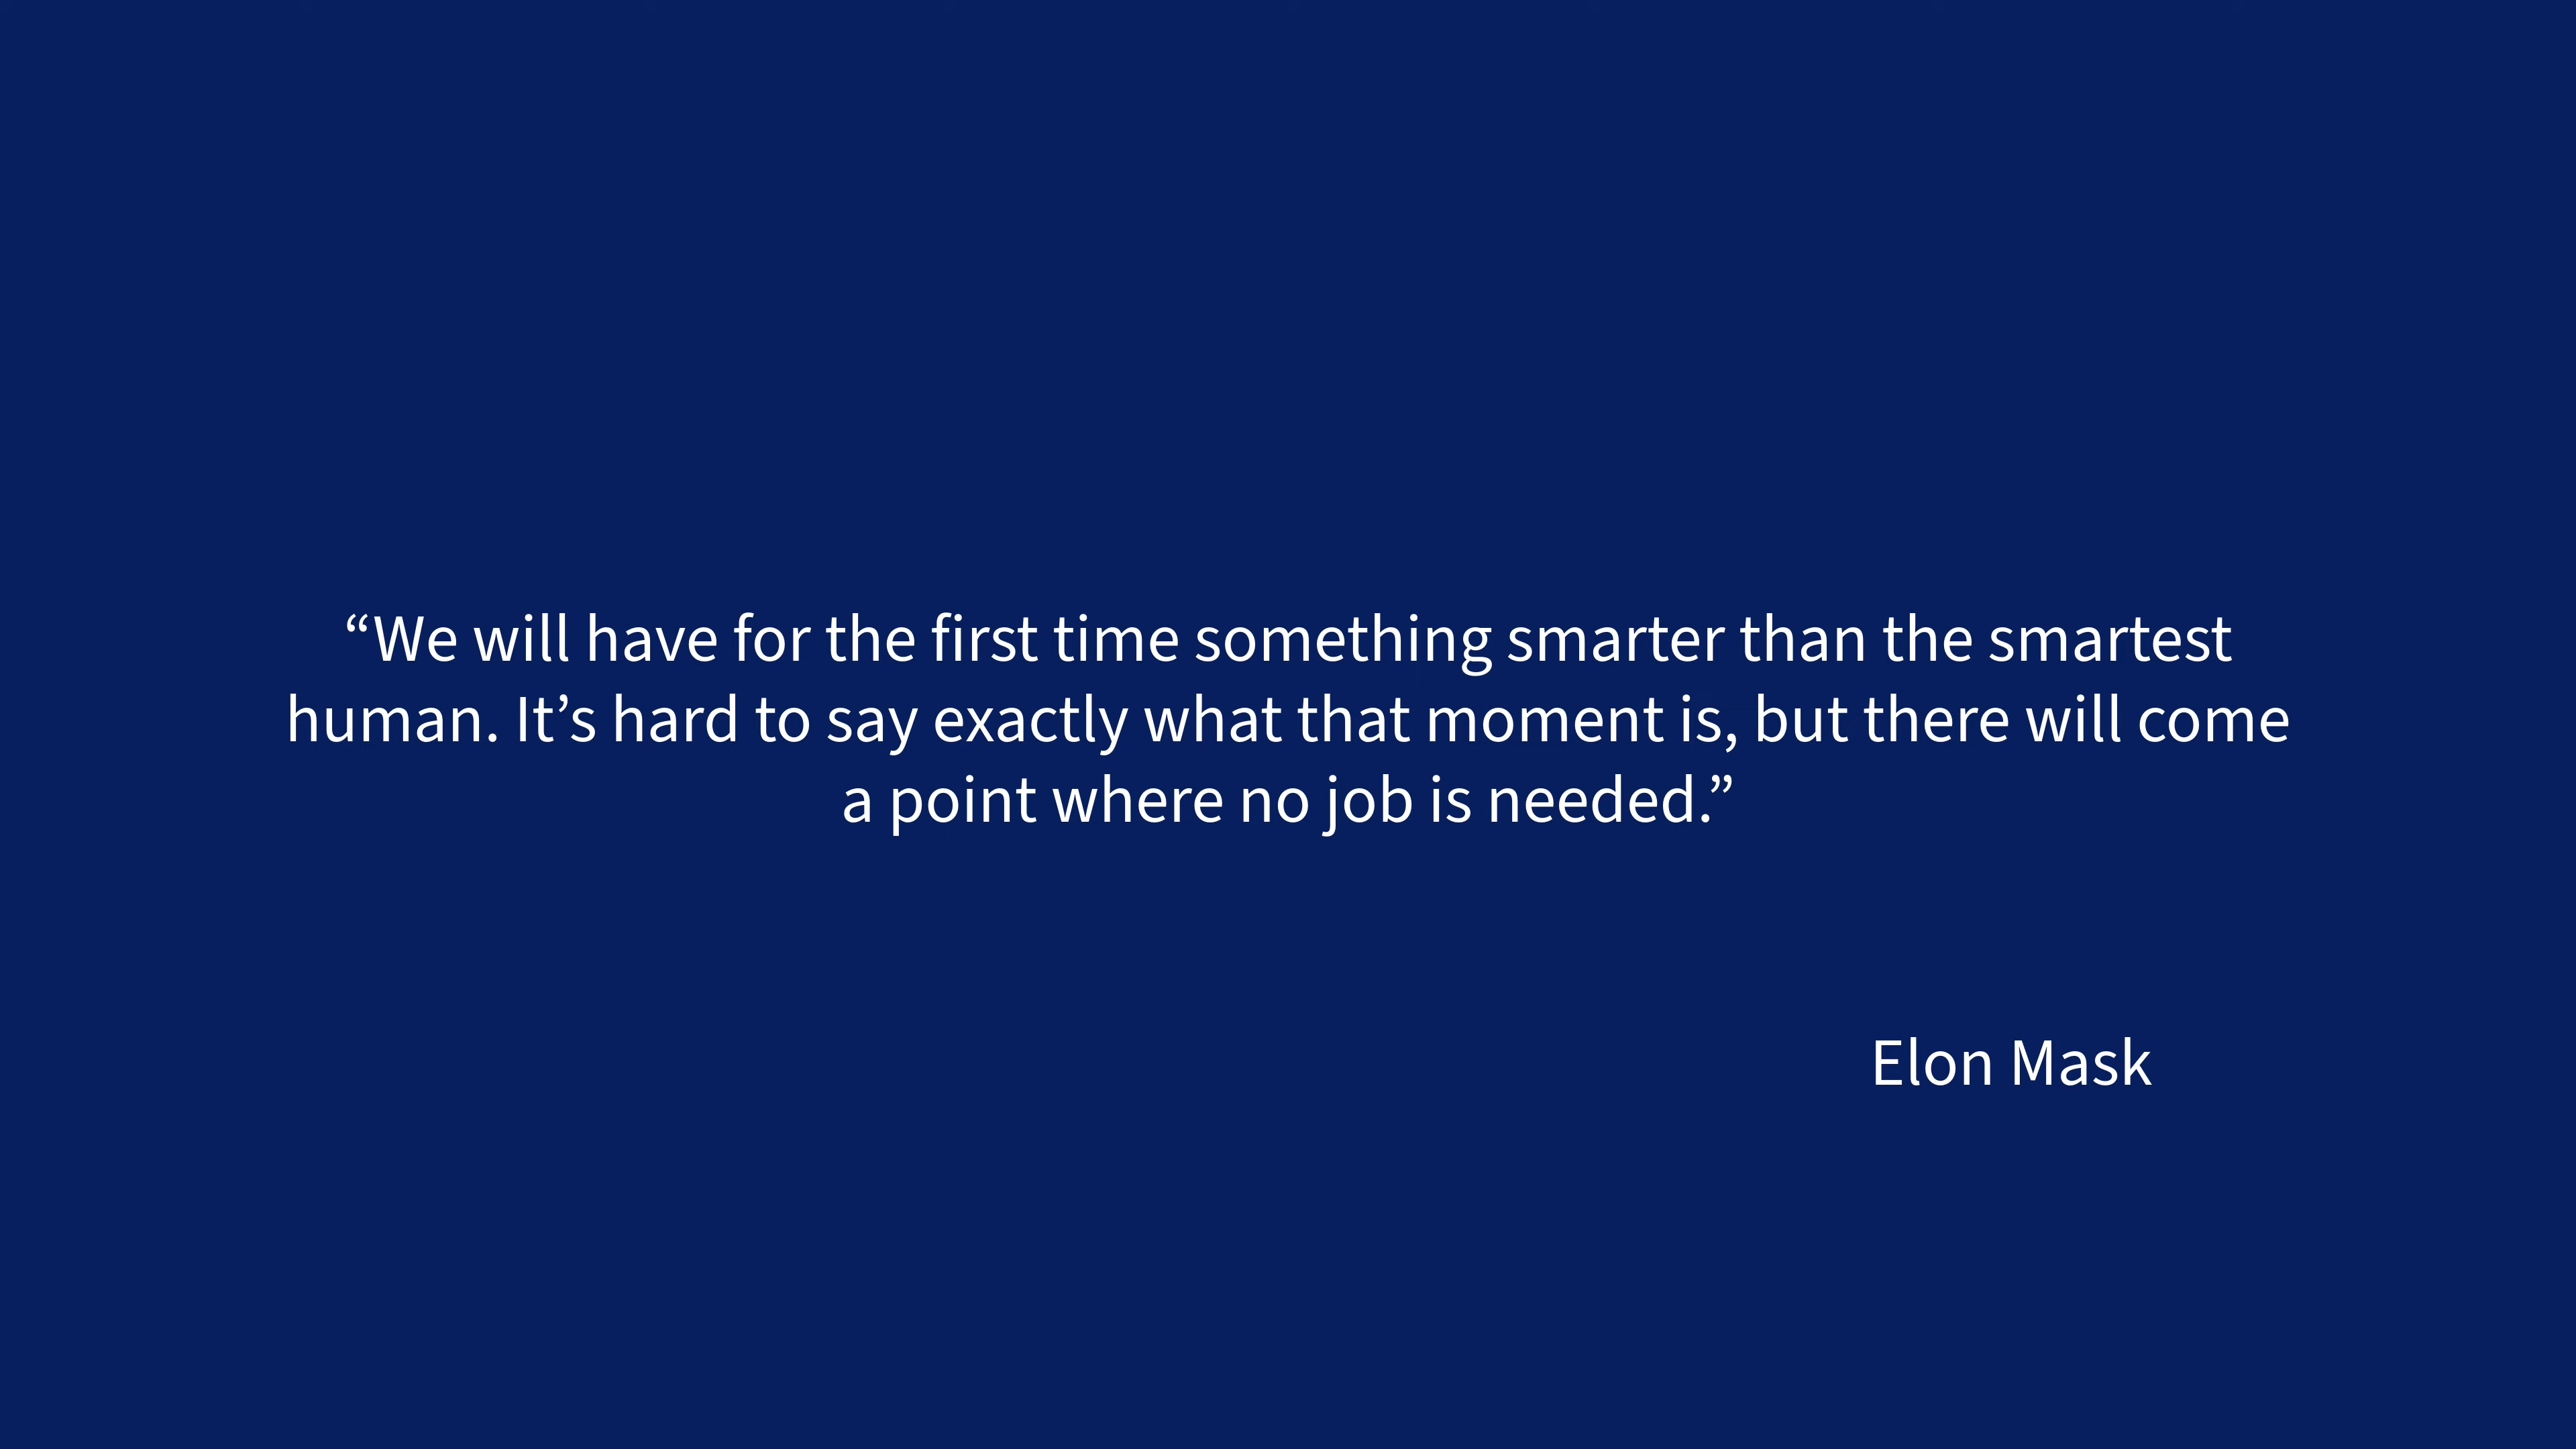 “We will have for the first time something smarter than the smartest
human. It’s hard to say exactly what that moment is, but there will come
a point where no job is needed.”
Elon Mask